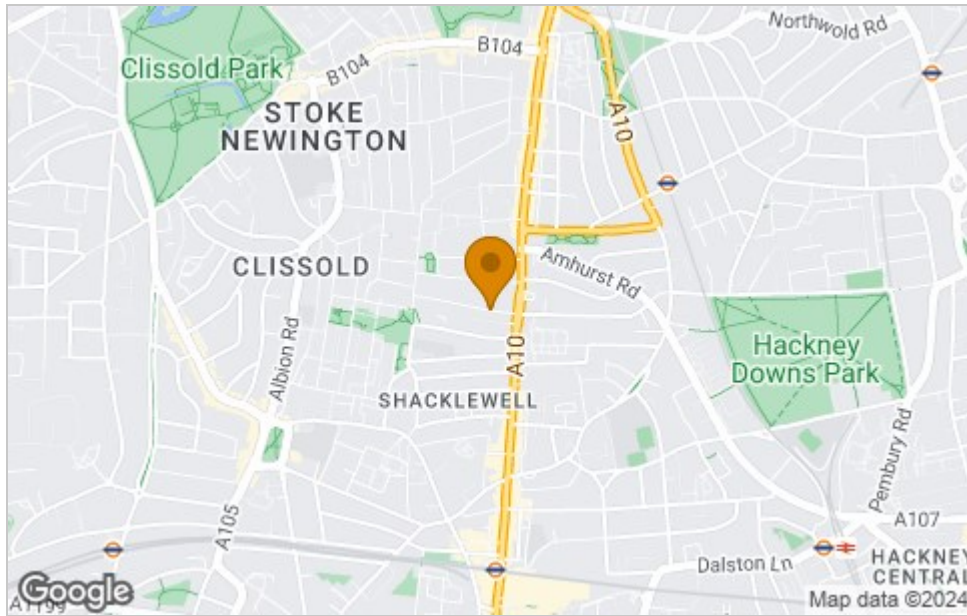 Northwold Rd
B104
Clissold Park
B104
A10
STOKE
NEWINGTON
CLISSOLD
Amhurst Rd
Albion Rd
A10
Hackney
Downs Park
SHACKLEWELL
Pembury Rd
A105
A107
Dalston Ln
HACKNEY
CENTRAL
Google
A1199
Map data ©2024